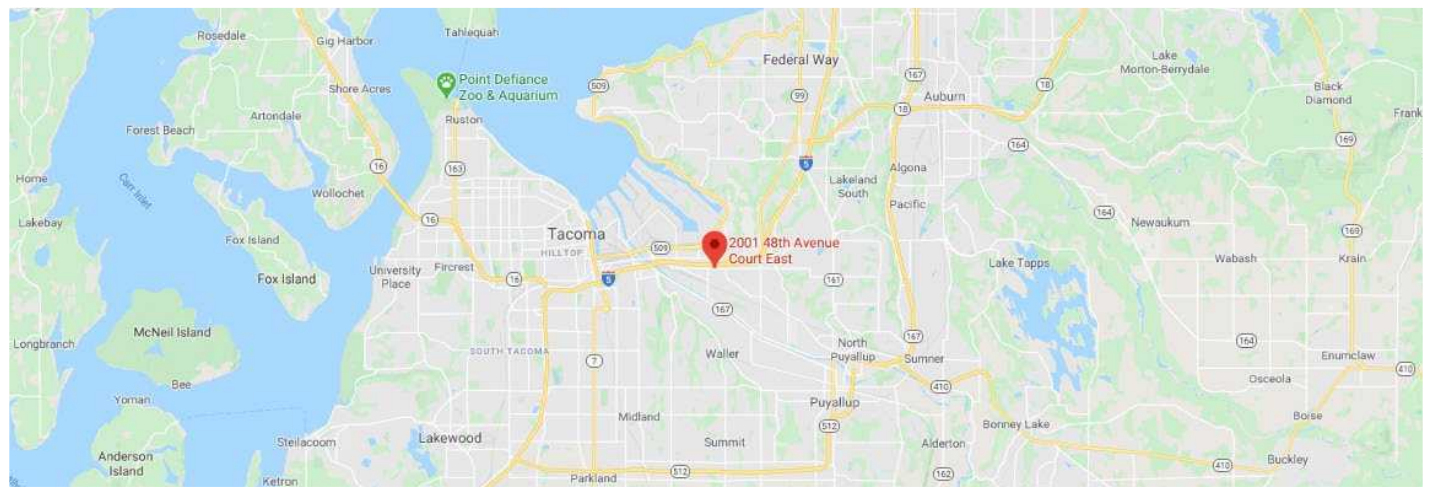 Rosedale
Gig Harbor
Tahlequah
Federal Way
Lake
Morton-Berrydale
Point Defiance
Zoo & Aquarium
509
99
167
18
Auburn
18
Black
Diamond
Shore Acres
Artondale
Ruston
Frank
Forest Beach
169
164
5
16
163
Algona
Home
Carr Inlet
Wollochet
Lakeland
South
Pacific
164
Newaukum
Lakebay
16
Fox Island
Tacoma
HILLTOP
509
2001 48th Avenue
Court East
169
Wabash
Krain
Fox Island
University
Place
Fircrest
16
5
161
Lake Tapps
167
McNeil Island
Longbranch
SOUTH TACOMA
7
Waller
North
Puyallup
167
Sumner
164
Enumclaw
410
Bee
410
Osceola
Yoman
Puyallup
Midland
512
Bonney Lake
Boise
Steilacoom
Lakewood
Summit
Alderton
Anderson
Island
Ketron
Parkland
512
162
410
Buckley